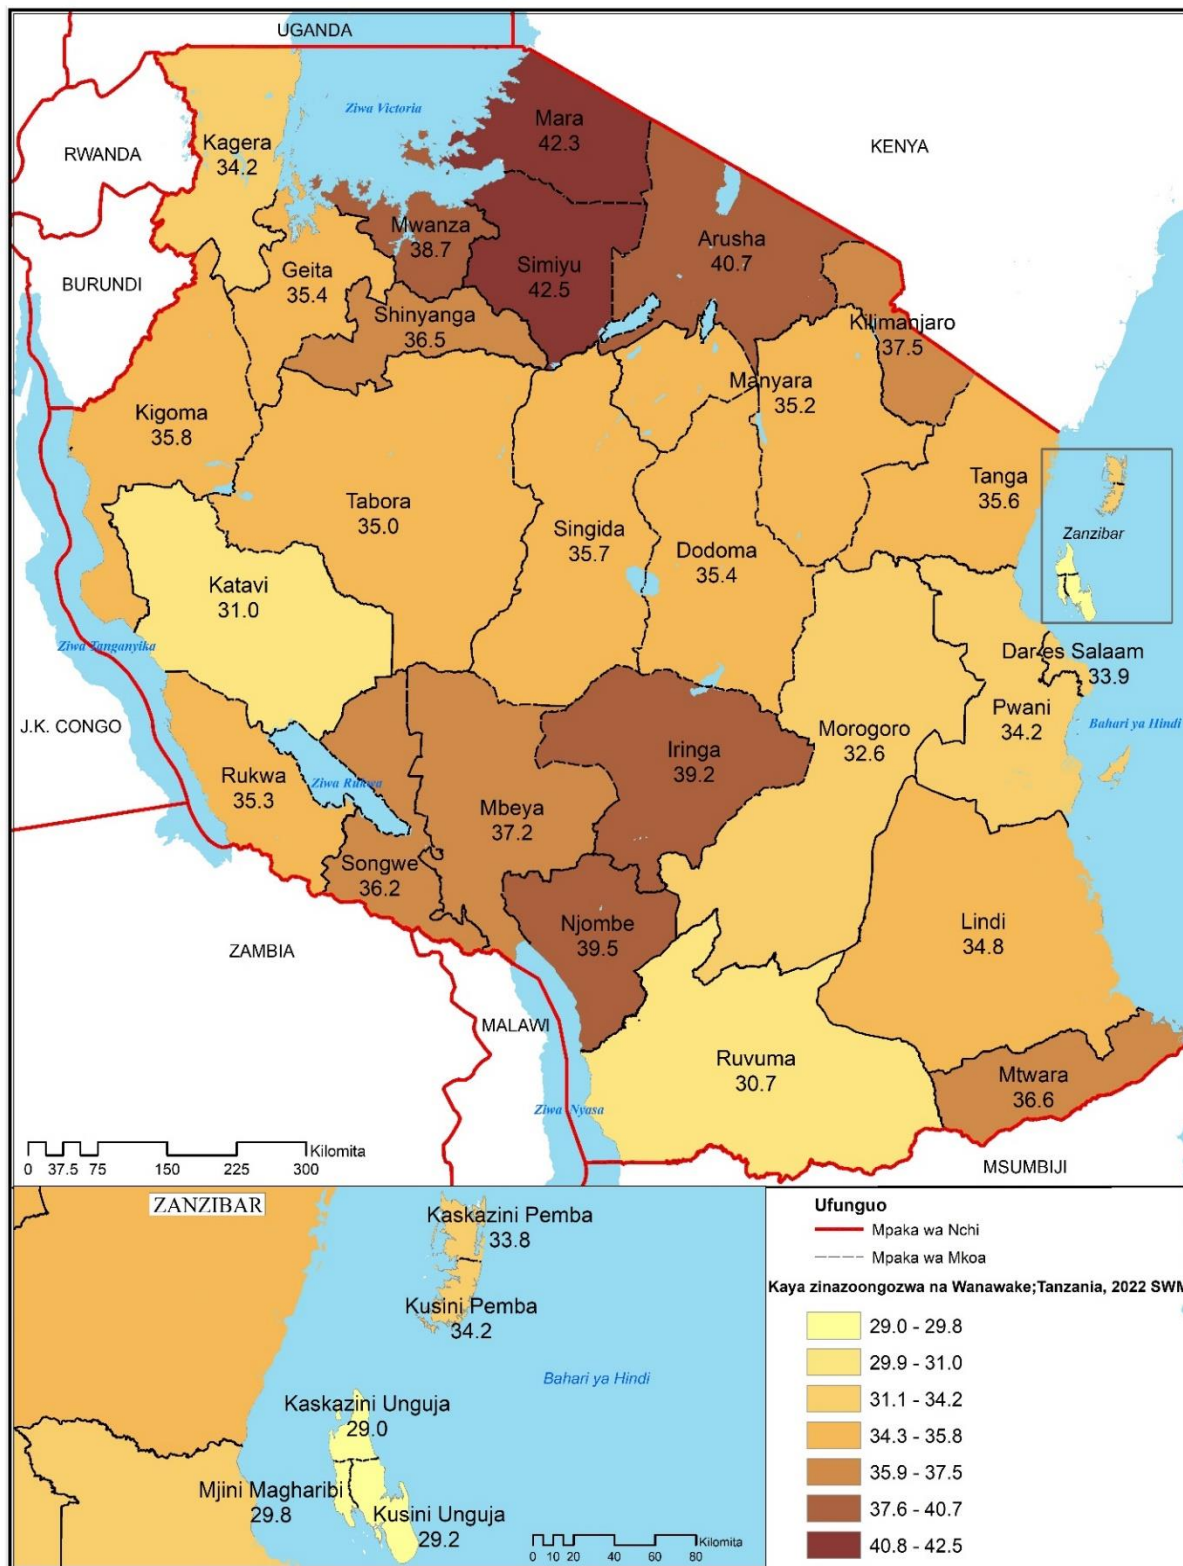 UGANDA
Ziwa Victoria
Mara
42.3
KENYA
Kagera
34.2
RWANDA
Mwanza
38.7
Arusha
40.7
BURUNDI
Geita
35.4
Simiyu
42.5
Shinyanga
36.5
Kilimanjaro
37.5
Kigoma
35.8
Manyara
35.2
Tabora
35.0
Singida
35.7
Dodoma
35.4
Tanga
35.6
Zanzibar
Katavi
31.0
Ziwa Tanganyika
Dar es Salaam
33.9
J.K. CONGO
Pwani
34.2
Bahari ya Hindi
Morogoro
32.6
Iringa
39.2
Rukwa
35.3
Ziwa Rukwa
Mbeya
37.2
Songwe
36.2
Njombe
39.5
Lindi
34.8
ZAMBIA
MALAWI
Ruvuma
30.7
Mtwara
36.6
Ziwa Nyasa
MSUMBIJI
Kilomita
0 37.5 75 150 225 300
ZANZIBAR
Kaskazini Pemba
33.8
Kusini Pemba
34.2
Bahari ya Hindi
Kaskazini Unguja
29.0
Mjini Magharibi
29.8
Kusini Unguja
29.2
Kilomita
0 10 20 40 60 80
Ufunguo
Mpaka wa Nchi
Mpaka wa Mkoa
Kaya zinazoongozwa na Wanawake;Tanzania, 2022 SWM
29.0 - 29.8
29.9 - 31.0
31.1 - 34.2
34.3 - 35.8
35.9 - 37.5
37.6 - 40.7
40.8 - 42.5